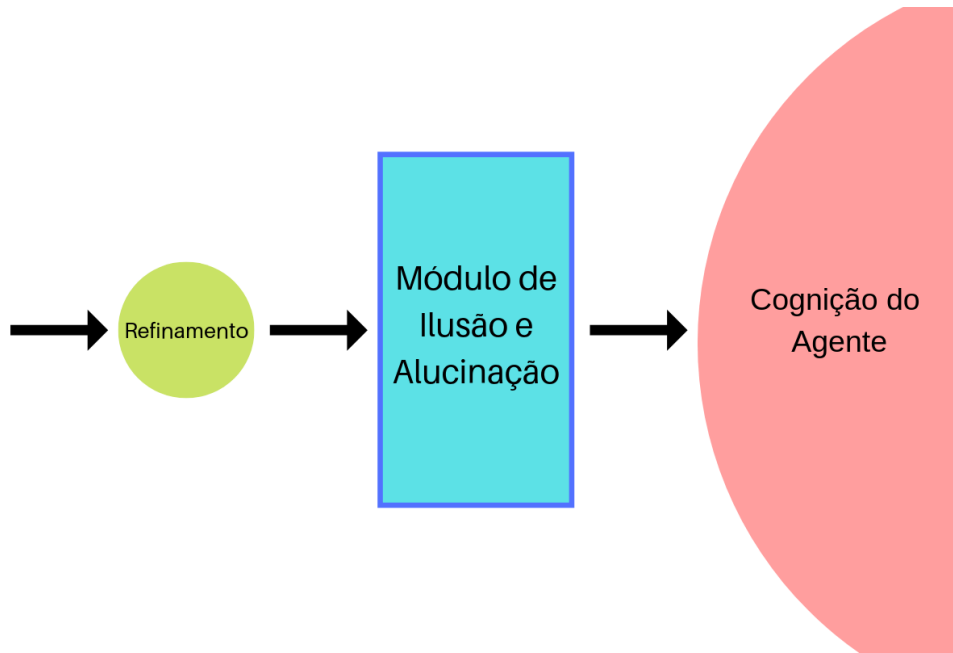 Refinamento
Módulo de
Ilusão e
Alucinação
Cognição do
Agente